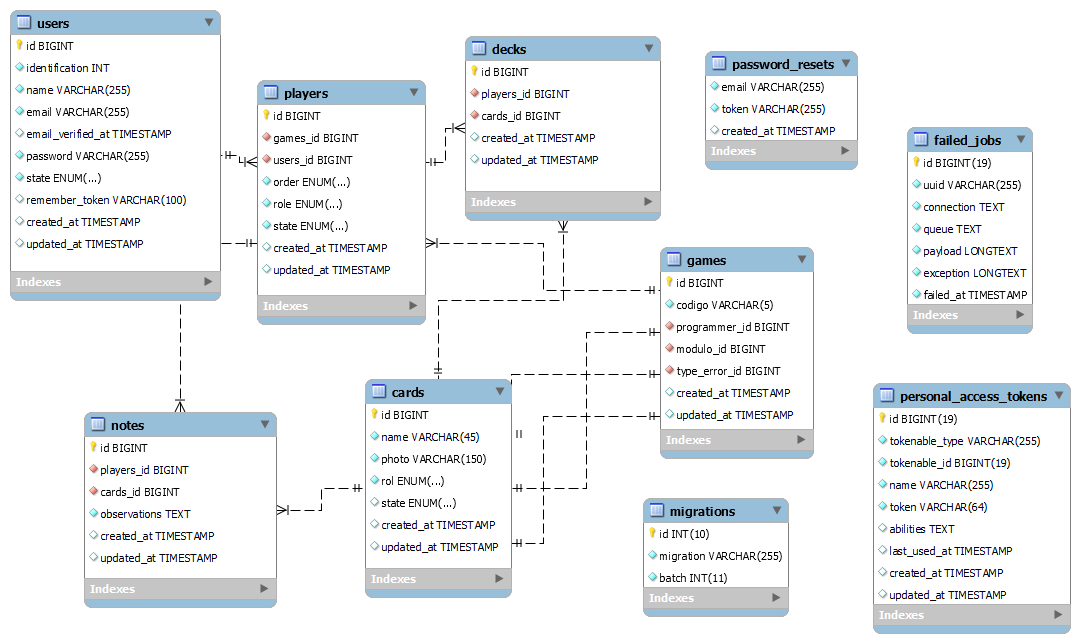 users
id BIGINT
identification INT
name VARCHAR(255)
email VARCHAR(255)
email_verified_at TIMESTAMP
password VARCHAR(255)
state ENUM(...)
remember_token VARCHAR(100)
created_at TIMESTAMP
updated_at TIMESTAMP
Indexes
players
id BIGINT
games_id BIGINT
users_id BIGINT
order ENUM(...)
role ENUM(...)
state ENUM(...)
created_at TIMESTAMP
updated_at TIMESTAMP
Indexes
decks
id BIGINT
players_id BIGINT
cards_id BIGINT
created_at TIMESTAMP
updated_at TIMESTAMP
Indexes
password_resets
email VARCHAR(255)
token VARCHAR(255)
created_at TIMESTAMP
Indexes
failed_jobs
id BIGINT(19)
uuid VARCHAR(255)
connection TEXT
queue TEXT
payload LONGTEXT
exception LONGTEXT
failed_at TIMESTAMP
Indexes
games
id BIGINT
codigo VARCHAR(5)
programmer_id BIGINT
modulo_id BIGINT
type_error_id BIGINT
created_at TIMESTAMP
updated_at TIMESTAMP
Indexes
notes
id BIGINT
players_id BIGINT
cards_id BIGINT
observations TEXT
created_at TIMESTAMP
updated_at TIMESTAMP
Indexes
cards
id BIGINT
name VARCHAR(45)
photo VARCHAR(150)
rol ENUM(...)
state ENUM(...)
created_at TIMESTAMP
updated_at TIMESTAMP
Indexes
migrations
id INT(10)
migration VARCHAR(255)
batch INT(11)
Indexes
personal_access_tokens
id BIGINT(19)
tokenable_type VARCHAR(255)
tokenable_id BIGINT(19)
name VARCHAR(255)
token VARCHAR(64)
abilities TEXT
last_used_at TIMESTAMP
created_at TIMESTAMP
updated_at TIMESTAMP
Indexes